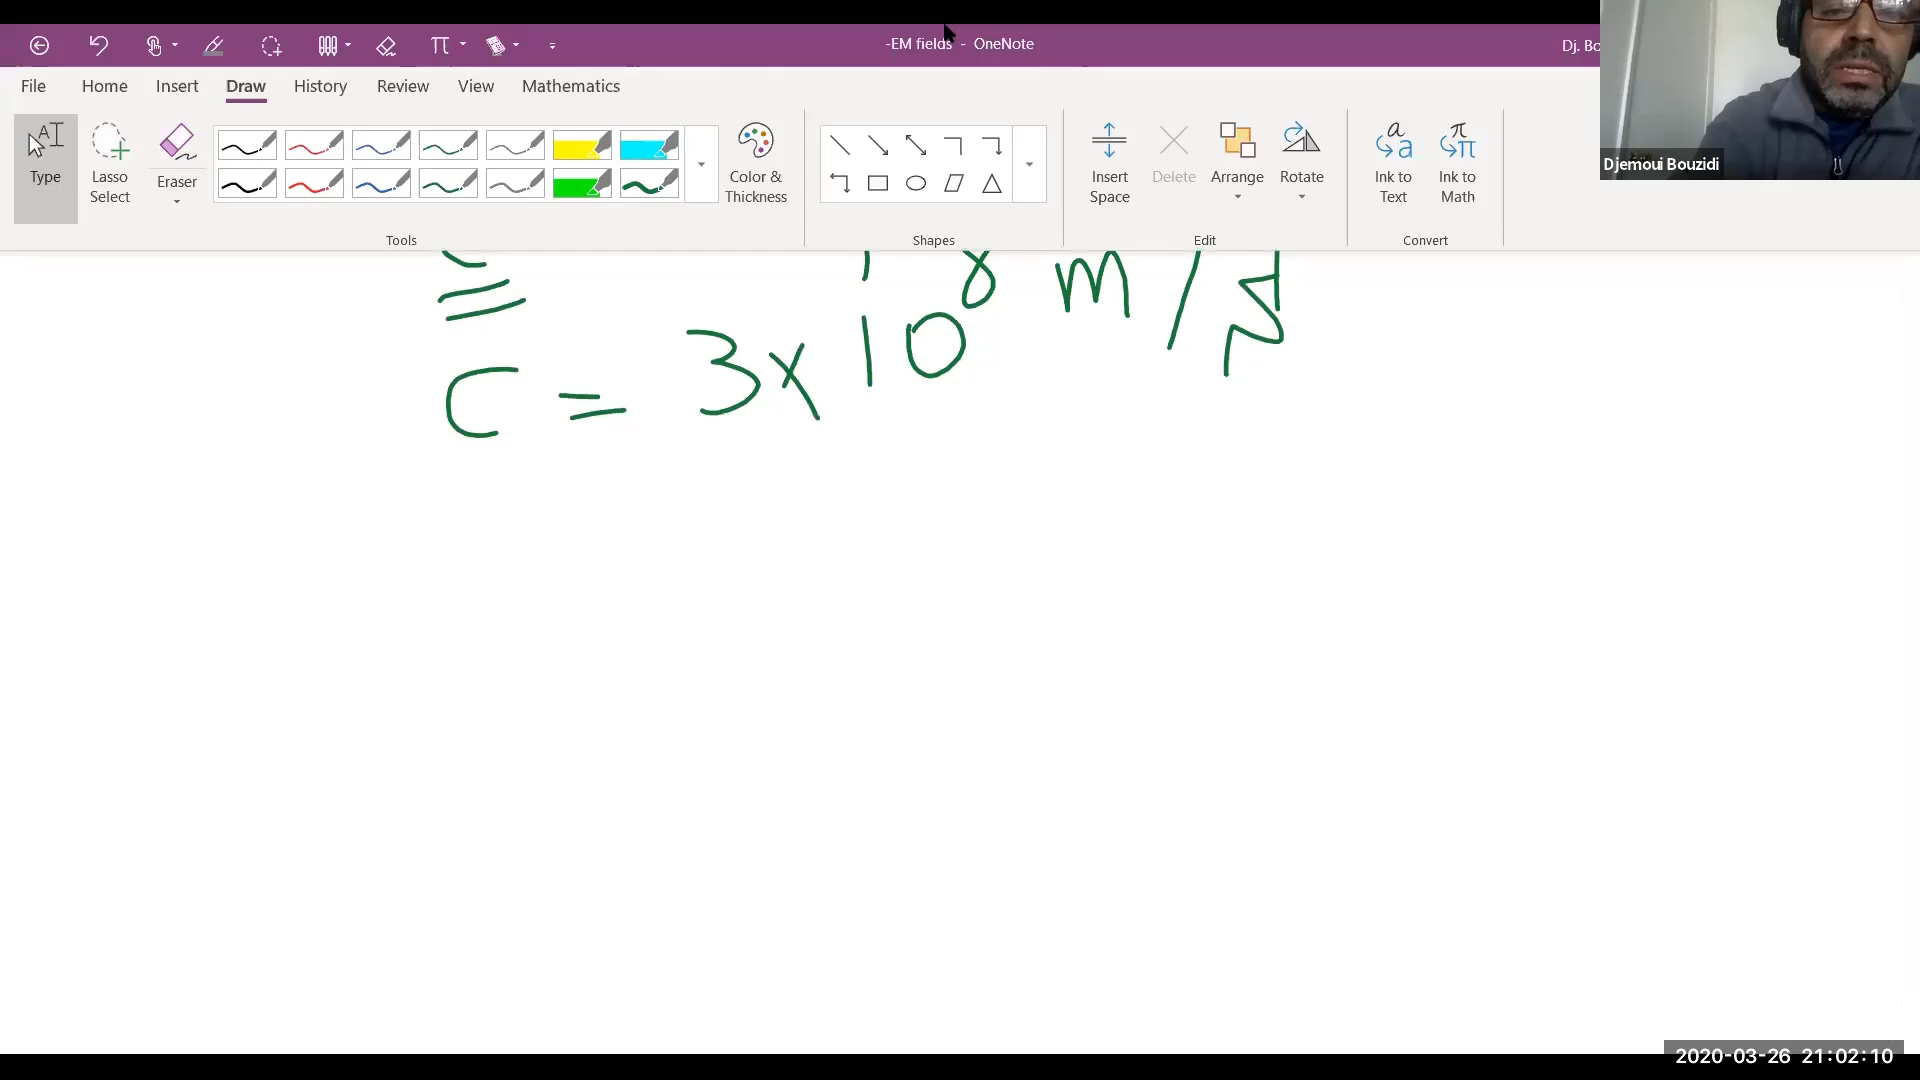 -EM fields - OneNote
Dj. Bo
File Home Insert Draw History Review View Mathematics
Type
Lasso Select
Eraser
Color & Thickness
Insert Space
Delete
Arrange
Rotate
Ink to Text
Ink to Math
Tools
Shapes
Edit
Convert
Djemoui Bouzidi
c = 3x10^8 m/s
2020-03-26 21:02:10